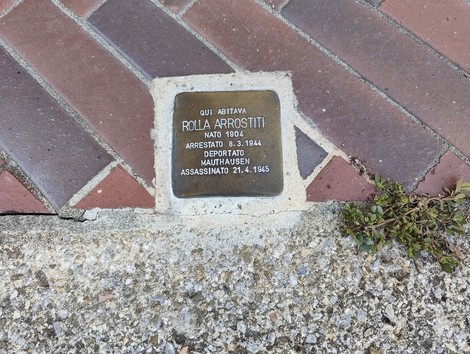 QUI ABITAVA
ROLLA ARROSTITI
NATO 1904
ARRESTATO 8.3.1944
DEPORTATO
MAUTHAUSEN
ASSASSINATO 21.4.1945